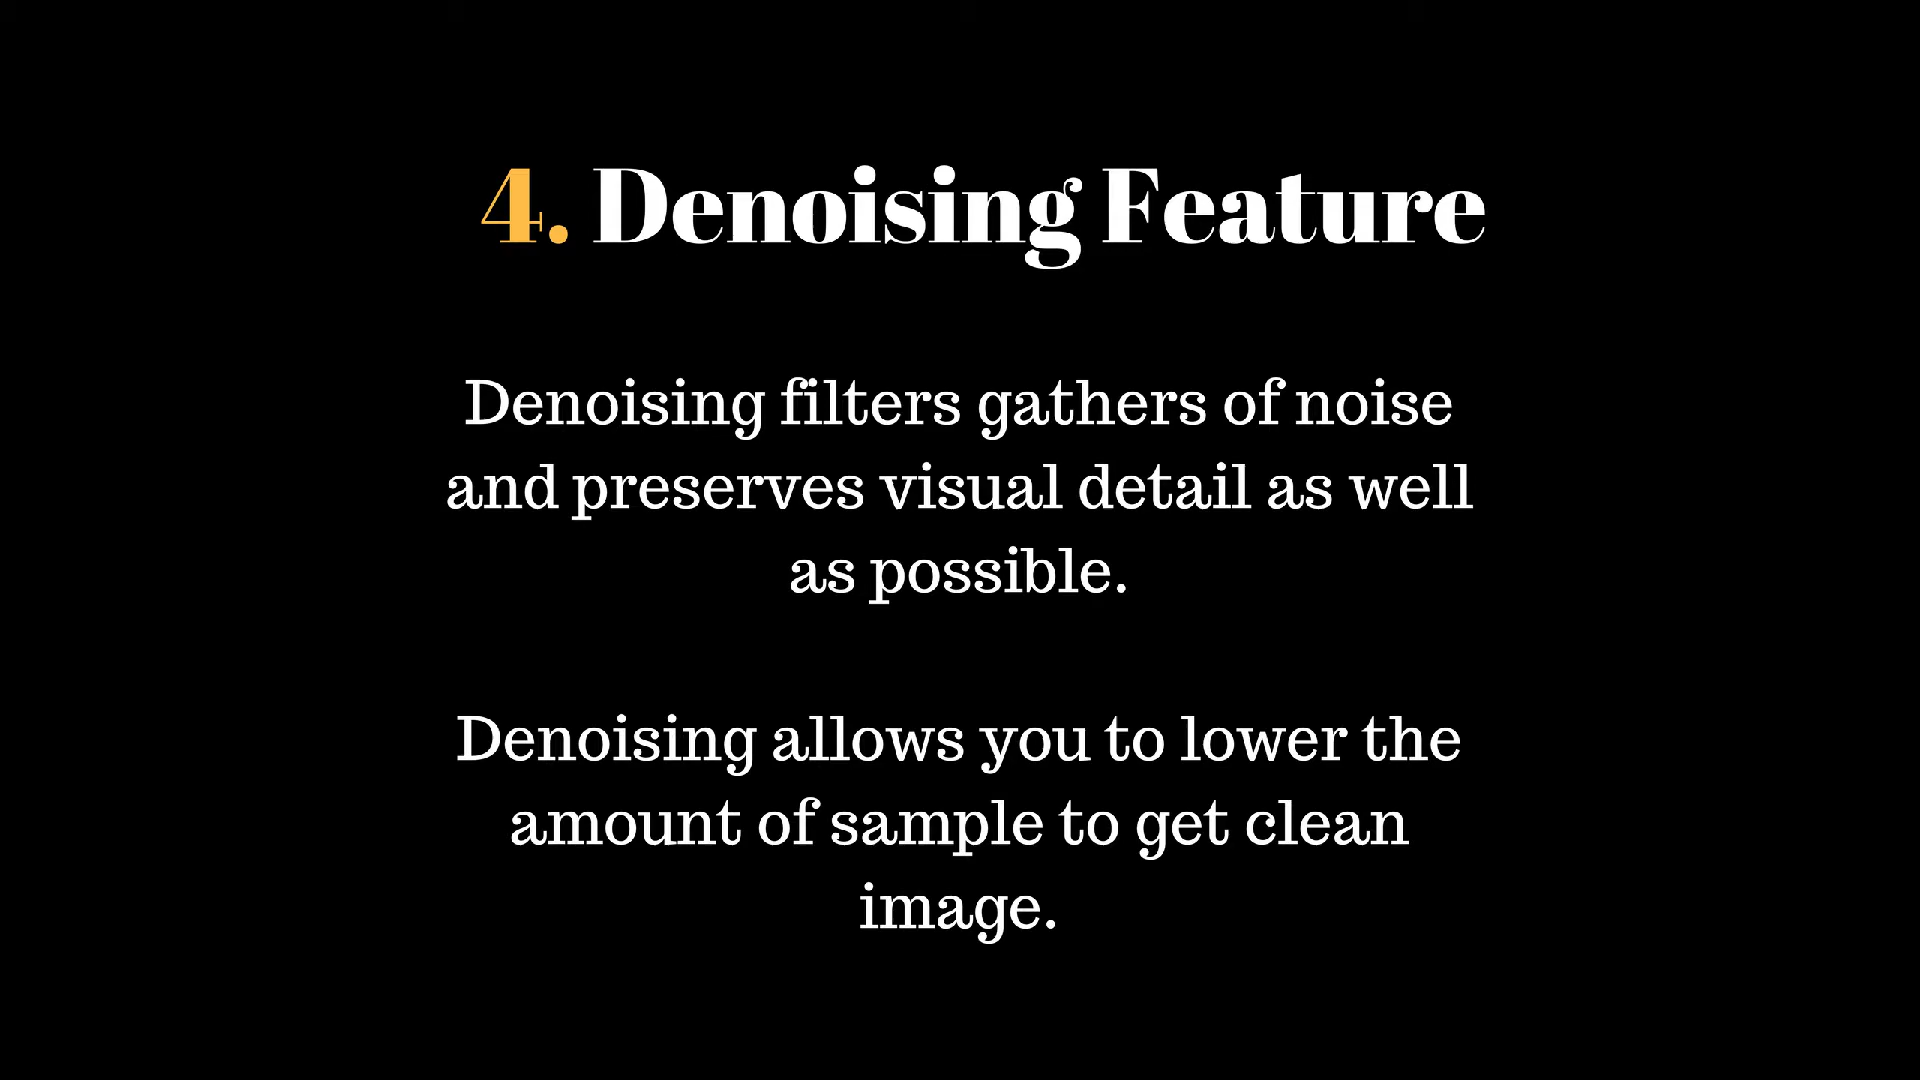 4. Denoising Feature
Denoising filters gathers of noise
and preserves visual detail as well
as possible.
Denoising allows you to lower the
amount of sample to get clean
image.